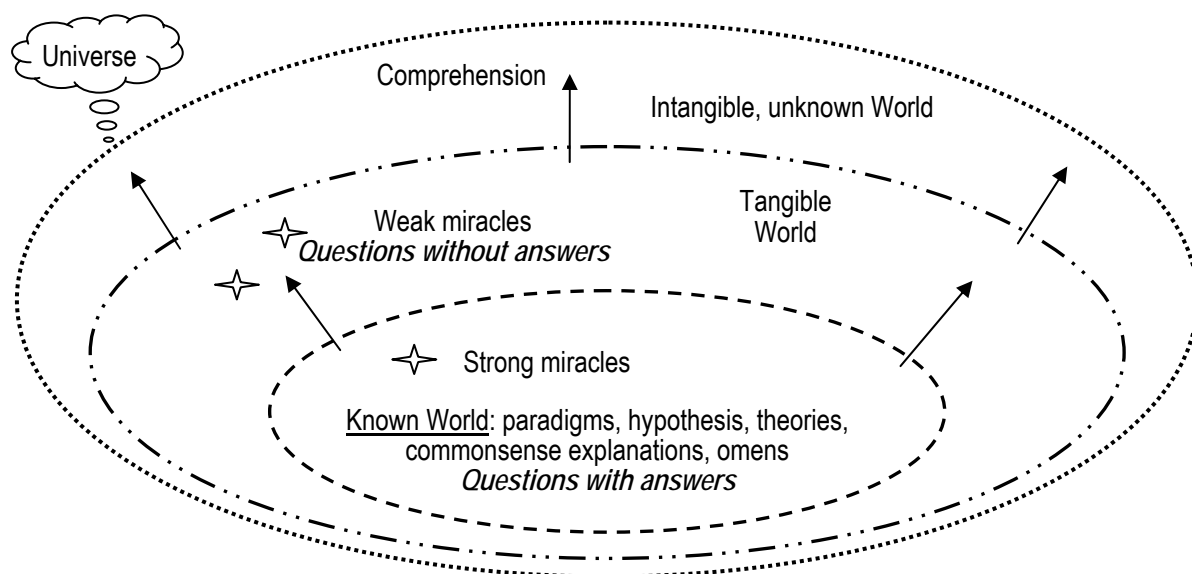 Universe
Comprehension
Intangible, unknown World
Tangible
World
Weak miracles
Questions without answers
Strong miracles
Known World: paradigms, hypothesis, theories,
commonsense explanations, omens
Questions with answers